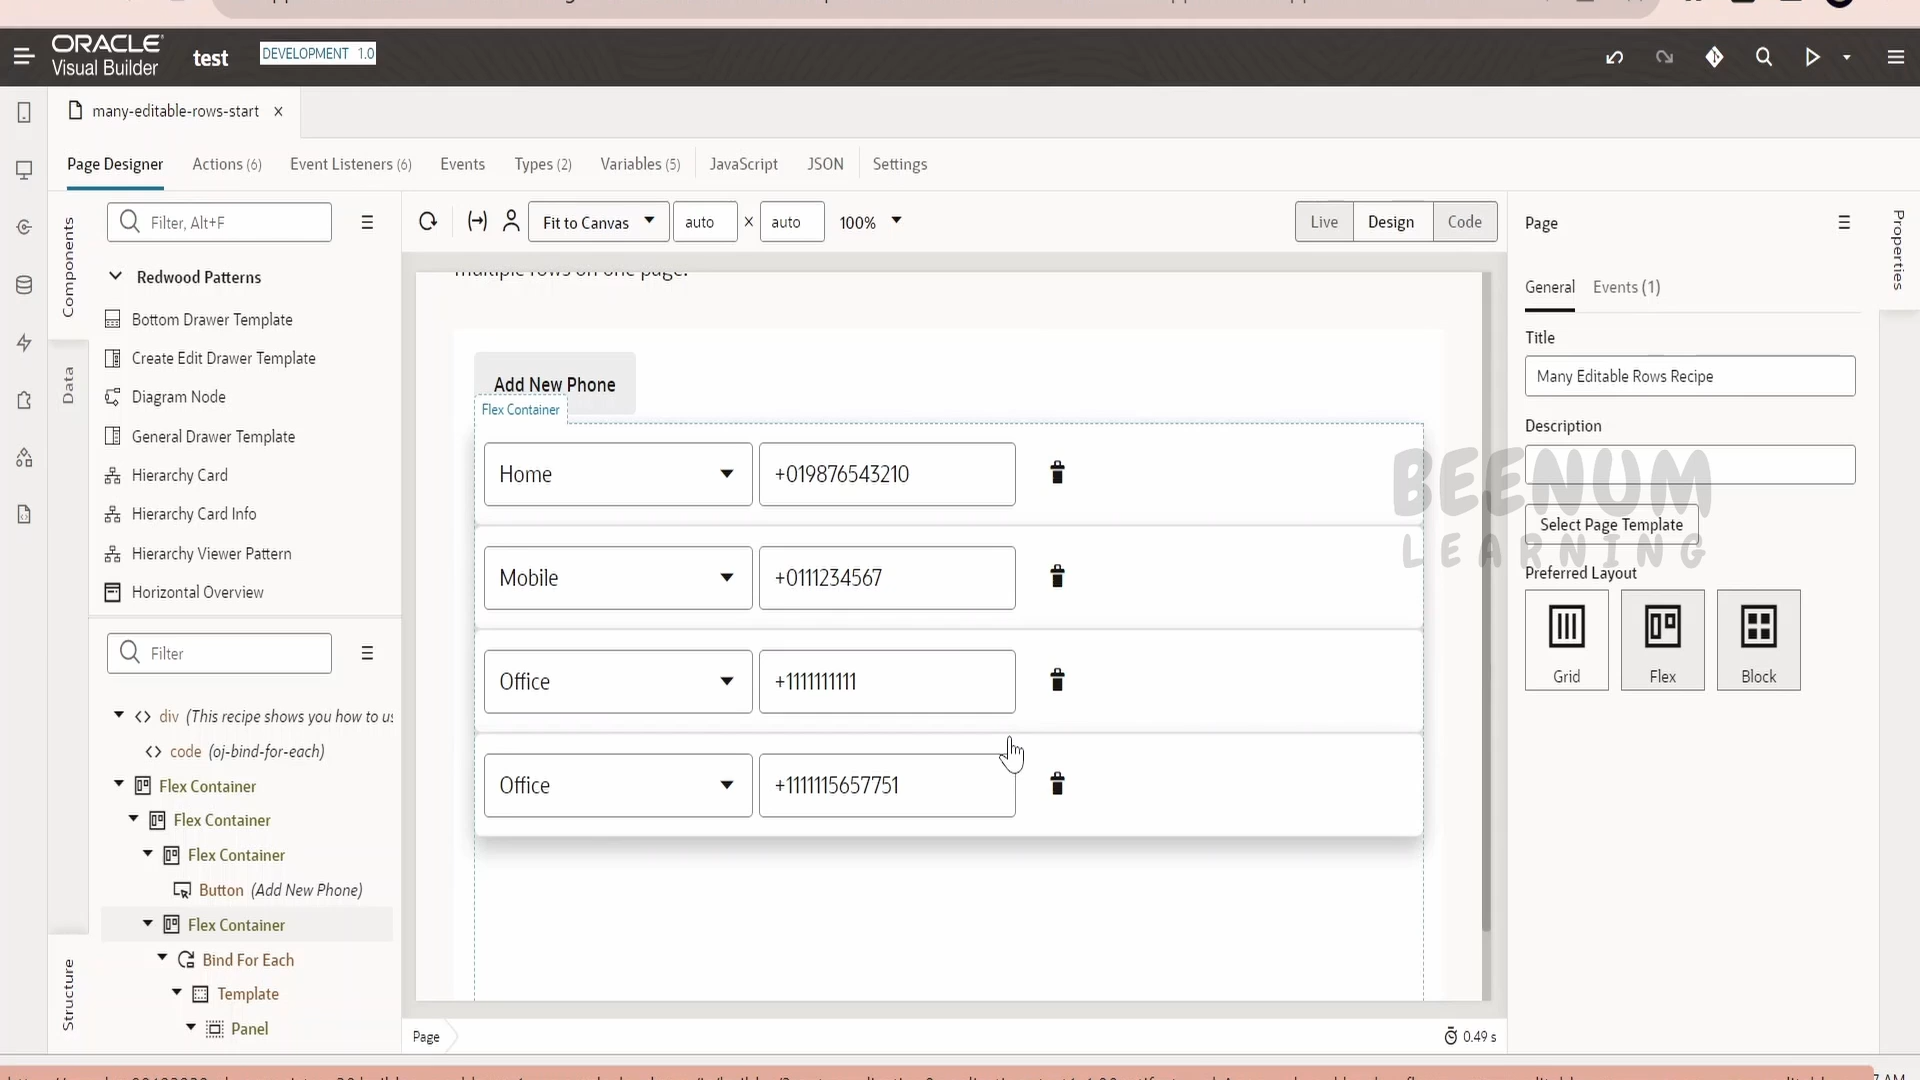 ORACLE
Visual Builder
test
DEVELOPMENT 1.0
many-editable-rows-start
Page Designer
Actions (6)
Event Listeners (6)
Events
Types (2)
Variables (5)
JavaScript
JSON
Settings
Components
Data
Structure
Filter, Alt+F
Redwood Patterns
Bottom Drawer Template
Create Edit Drawer Template
Diagram Node
General Drawer Template
Hierarchy Card
Hierarchy Card Info
Hierarchy Viewer Pattern
Horizontal Overview
Filter
div (This recipe shows you how to
code (oj-bind-for-each)
Flex Container
Flex Container
Flex Container
Button (Add New Phone)
Flex Container
Bind For Each
Template
Panel
Fit to Canvas
auto × auto
100%
Live
Design
Code
multiple rows on one page.
Add New Phone
Flex Container
Home
+019876543210
Mobile
+0111234567
Office
+1111111111
Office
+1111115657751
Page
0.49 s
Page
Properties
General
Events (1)
Title
Many Editable Rows Recipe
Description
BEENUM
LEARNING
Select Page Template
Preferred Layout
Grid
Flex
Block